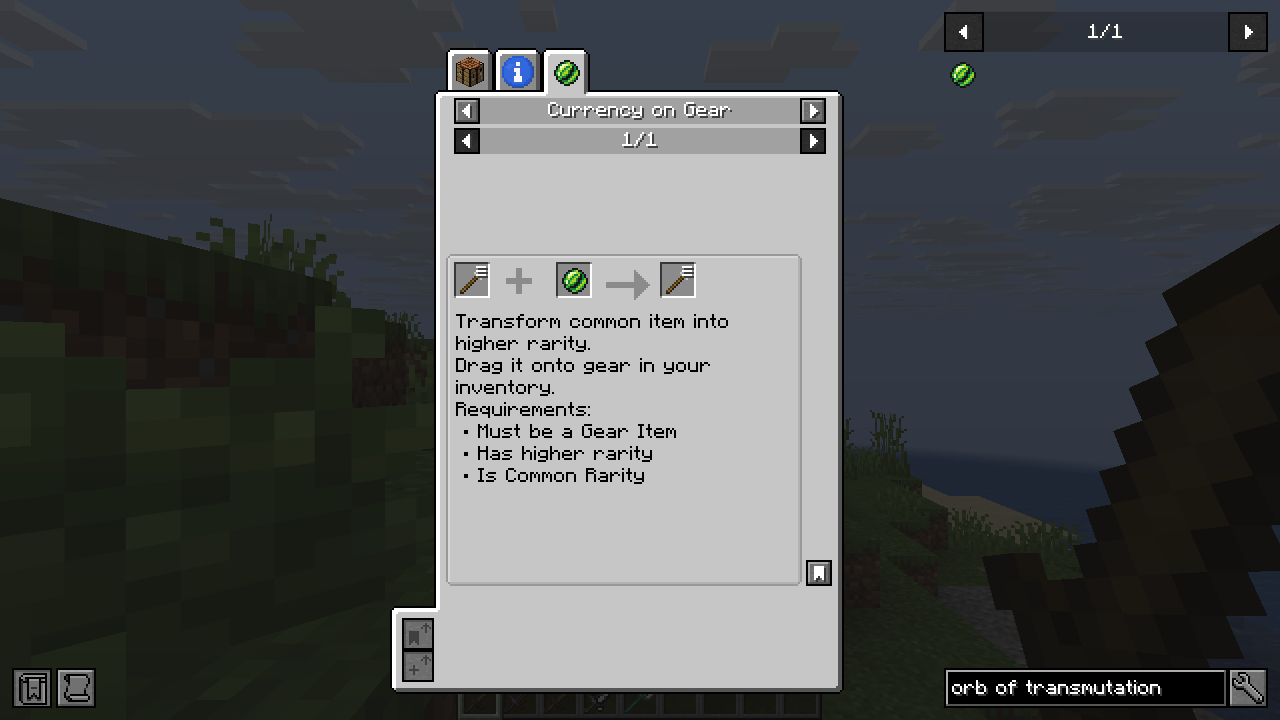 1/1
Currency on Gear
1/1
Transform common item into
higher rarity.
Drag it onto gear in your
inventory.
Requirements:
• Must be a Gear Item
• Has higher rarity
• Is Common Rarity
orb of transmutation